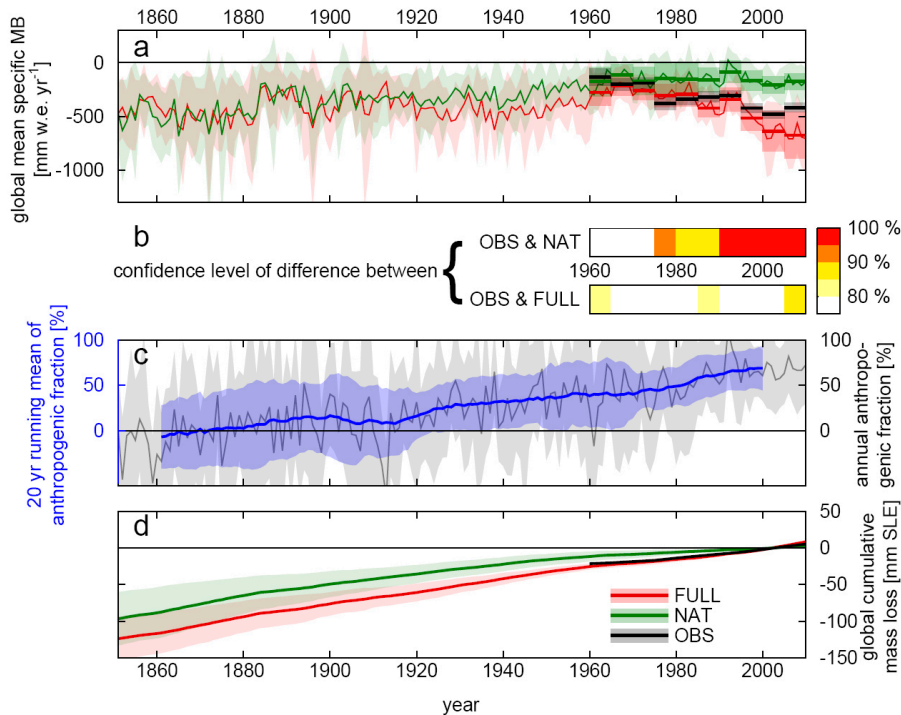 1860 1880 1900 1920 1940 1960 1980 2000
a
global mean specific MB
[mm w.e. yr⁻¹]
0
-500
-1000
b
confidence level of difference between
{
OBS & NAT
1960 1980 2000
OBS & FULL
100 %
90 %
80 %
c
20 yr running mean of
anthropogenic fraction [%]
100
50
0
100
50
0
annual anthropo-
genic fraction [%]
d
50
0
-50
-100
-150
global cumulative
mass loss [mm SLE]
FULL
NAT
OBS
1860 1880 1900 1920 1940 1960 1980 2000
year